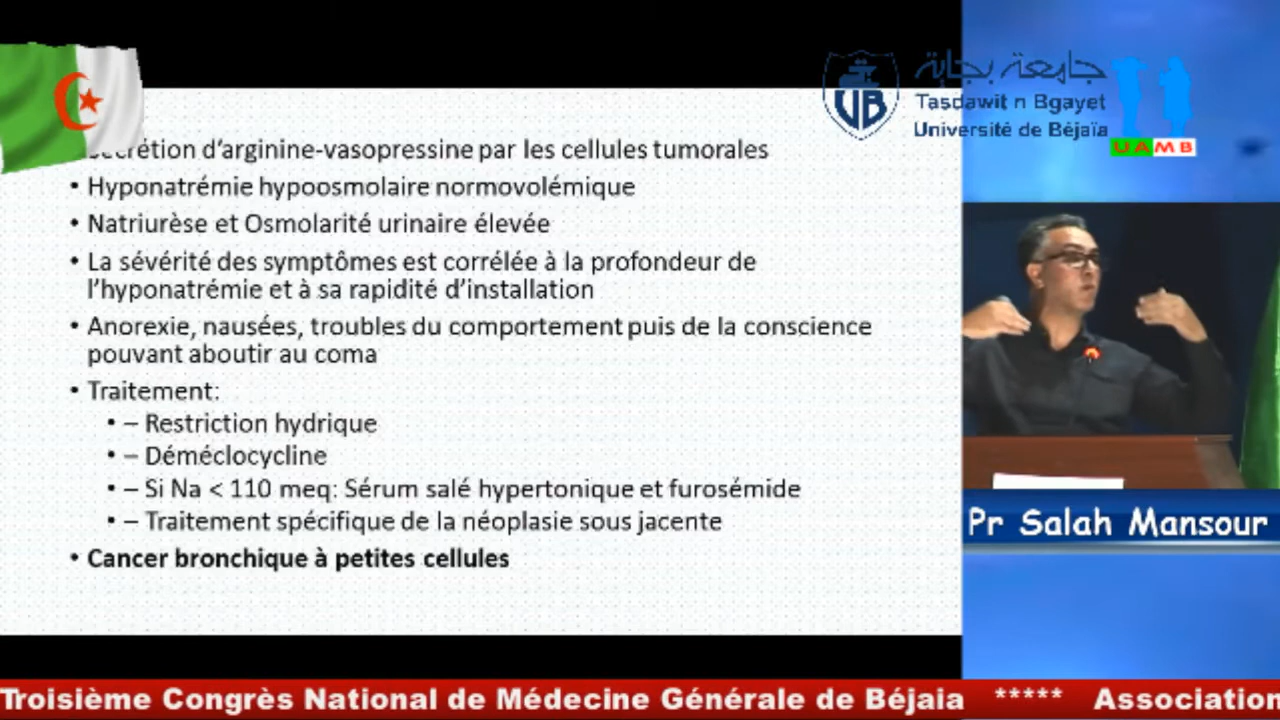 جامعة بجاية
Tasdawit n Bgayet
Université de Béjaïa
UB
UAMB
Secrétion d’arginine-vasopressine par les cellules tumorales
• Hyponatrémie hypoosmolaire normovolémique
• Natriurèse et Osmolarité urinaire élevée
• La sévérité des symptômes est corrélée à la profondeur de
l’hyponatrémie et à sa rapidité d’installation
• Anorexie, nausées, troubles du comportement puis de la conscience
pouvant aboutir au coma
• Traitement:
• – Restriction hydrique
• – Déméclocycline
• – Si Na < 110 meq: Sérum salé hypertonique et furosémide
• – Traitement spécifique de la néoplasie sous jacente
• Cancer bronchique à petites cellules
Pr Salah Mansour
Troisième Congrès National de Médecine Générale de Béjaia ***** Association